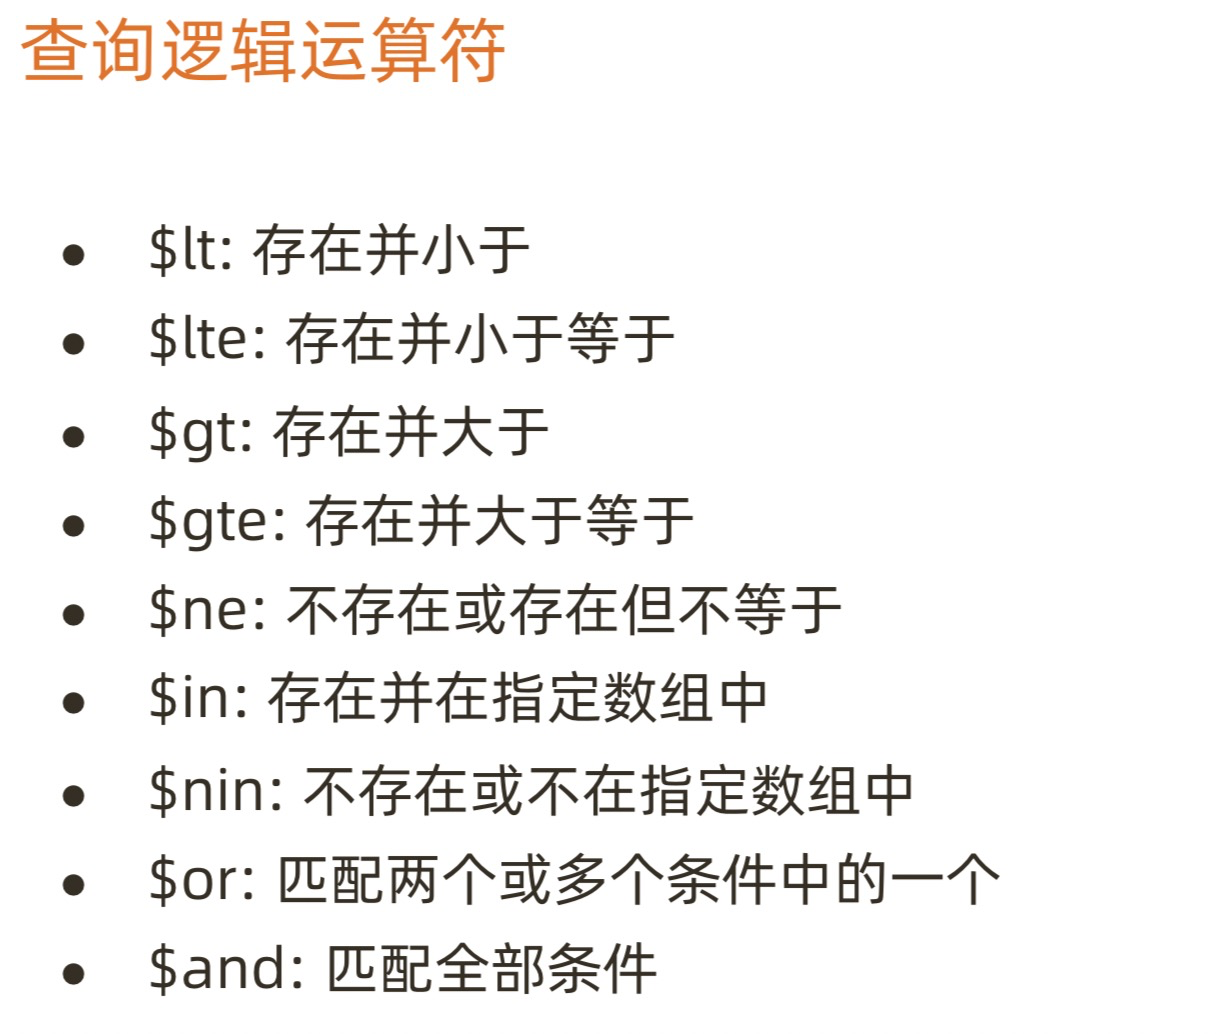 查询逻辑运算符
● $lt: 存在并小于
● $lte: 存在并小于等于
● $gt: 存在并大于
● $gte: 存在并大于等于
● $ne: 不存在或存在但不等于
● $in: 存在并在指定数组中
● $nin: 不存在或不在指定数组中
● $or: 匹配两个或多个条件中的一个
● $and: 匹配全部条件